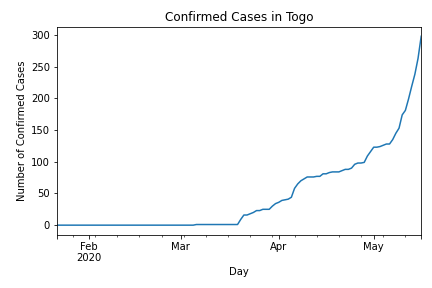 Confirmed Cases in Togo
Number of Confirmed Cases
300
250
200
150
100
50
0
Feb
2020
Mar
Apr
May
Day